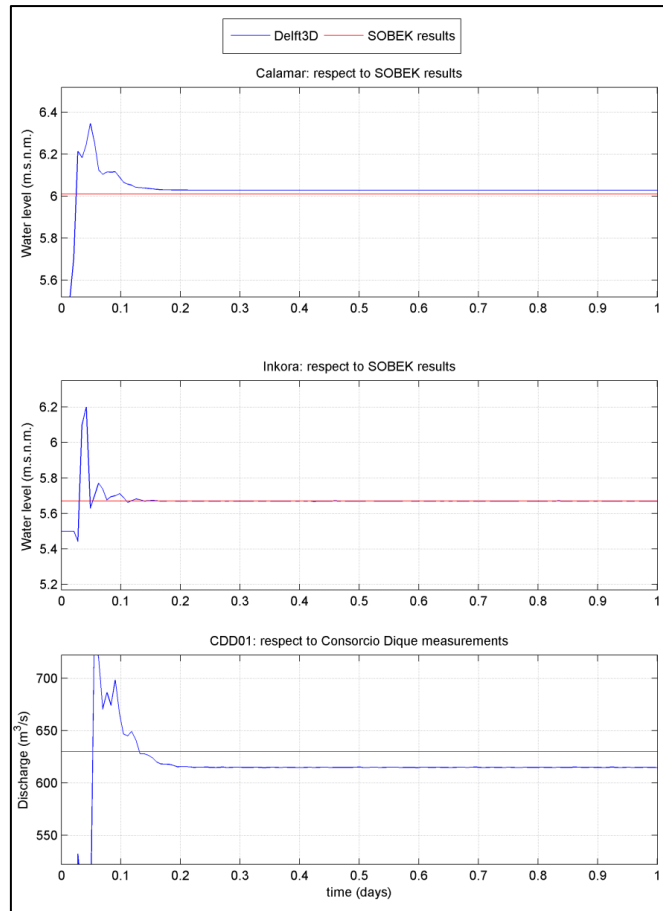 Delft3D
SOBEK results
Calamar: respect to SOBEK results
Water level (m.s.n.m.)
6.4
6.2
6
5.8
5.6
0 0.1 0.2 0.3 0.4 0.5 0.6 0.7 0.8 0.9 1
Inkora: respect to SOBEK results
Water level (m.s.n.m.)
6.2
6
5.8
5.6
5.4
5.2
0 0.1 0.2 0.3 0.4 0.5 0.6 0.7 0.8 0.9 1
CDD01: respect to Consorcio Dique measurements
Discharge (m³/s)
700
650
600
550
0 0.1 0.2 0.3 0.4 0.5 0.6 0.7 0.8 0.9 1
time (days)